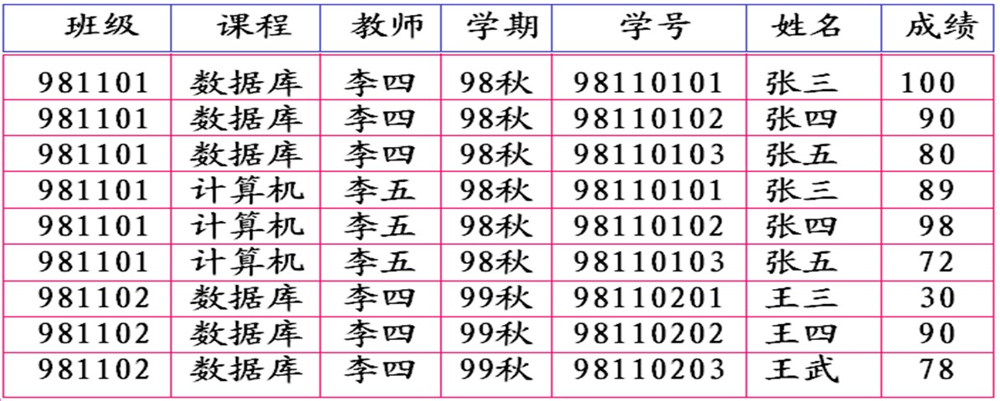 班级 课程 教师 学期 学号 姓名 成绩
981101 数据库 李四 98秋 98110101 张三 100
981101 数据库 李四 98秋 98110102 张四 90
981101 数据库 李四 98秋 98110103 张五 80
981101 计算机 李五 98秋 98110101 张三 89
981101 计算机 李五 98秋 98110102 张四 98
981101 计算机 李五 98秋 98110103 张五 72
981102 数据库 李四 99秋 98110201 王三 30
981102 数据库 李四 99秋 98110202 王四 90
981102 数据库 李四 99秋 98110203 王武 78